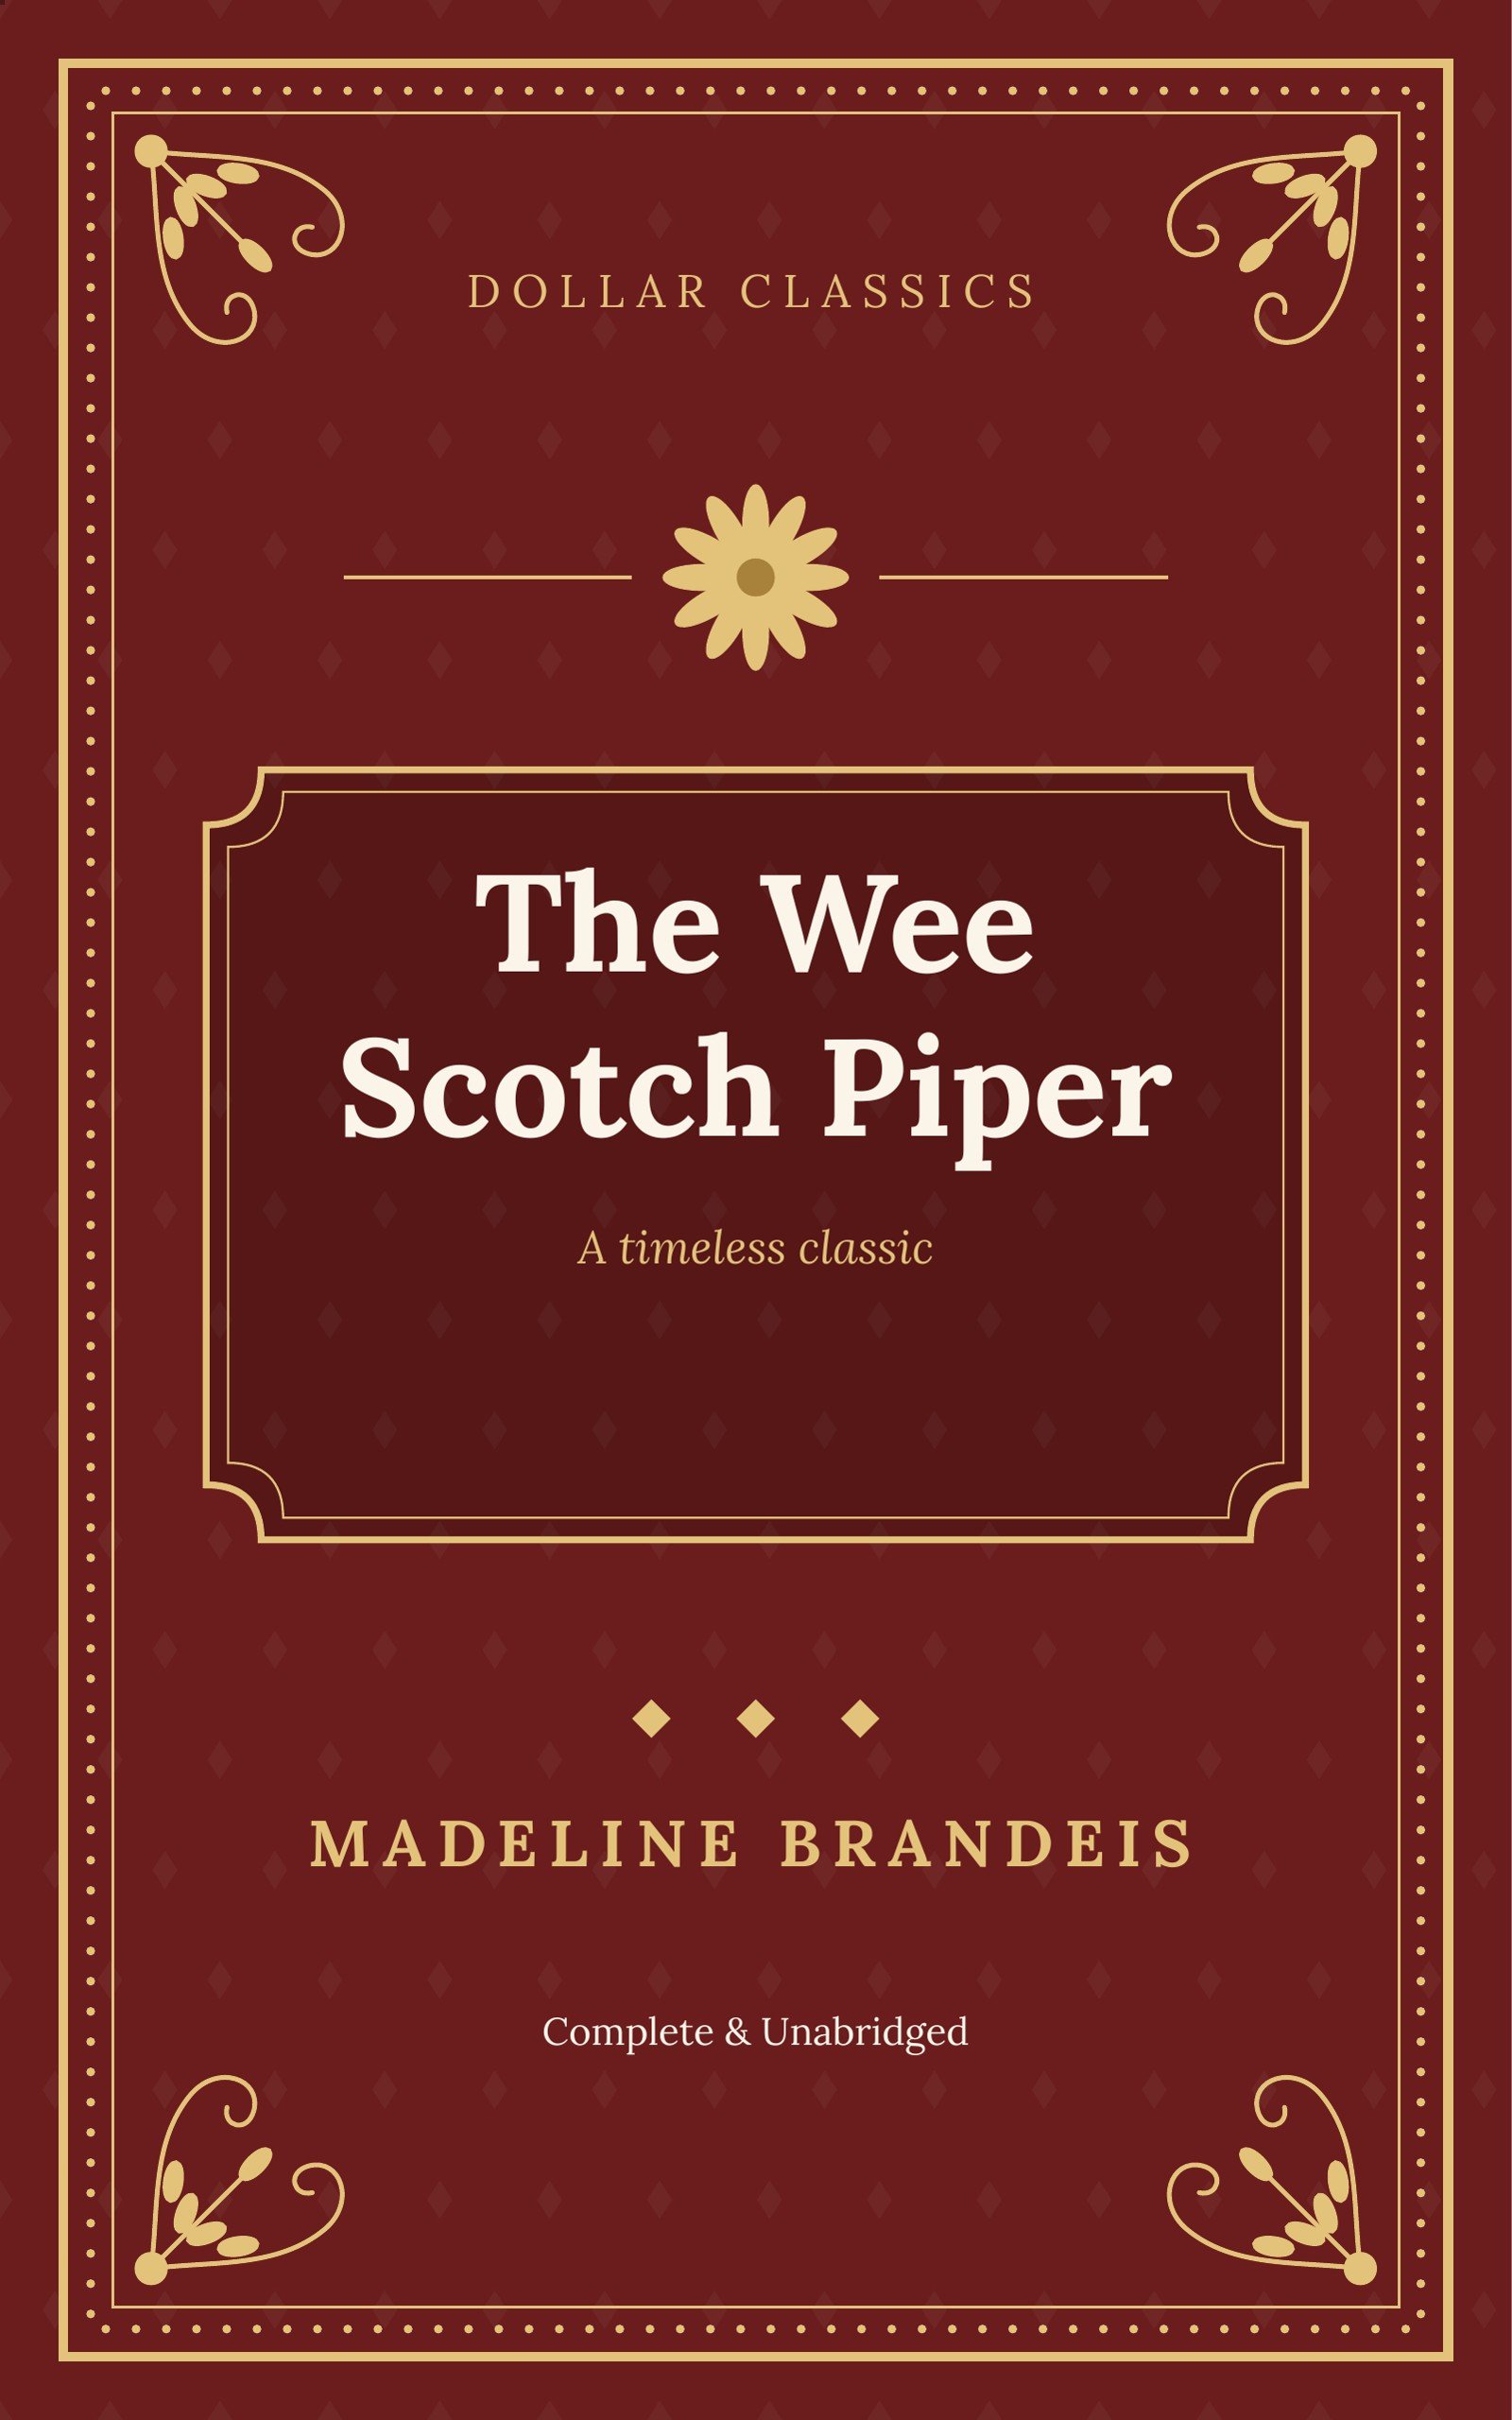 DOLLAR CLASSICS
The Wee
Scotch Piper
A timeless classic
MADELINE BRANDEIS
Complete & Unabridged